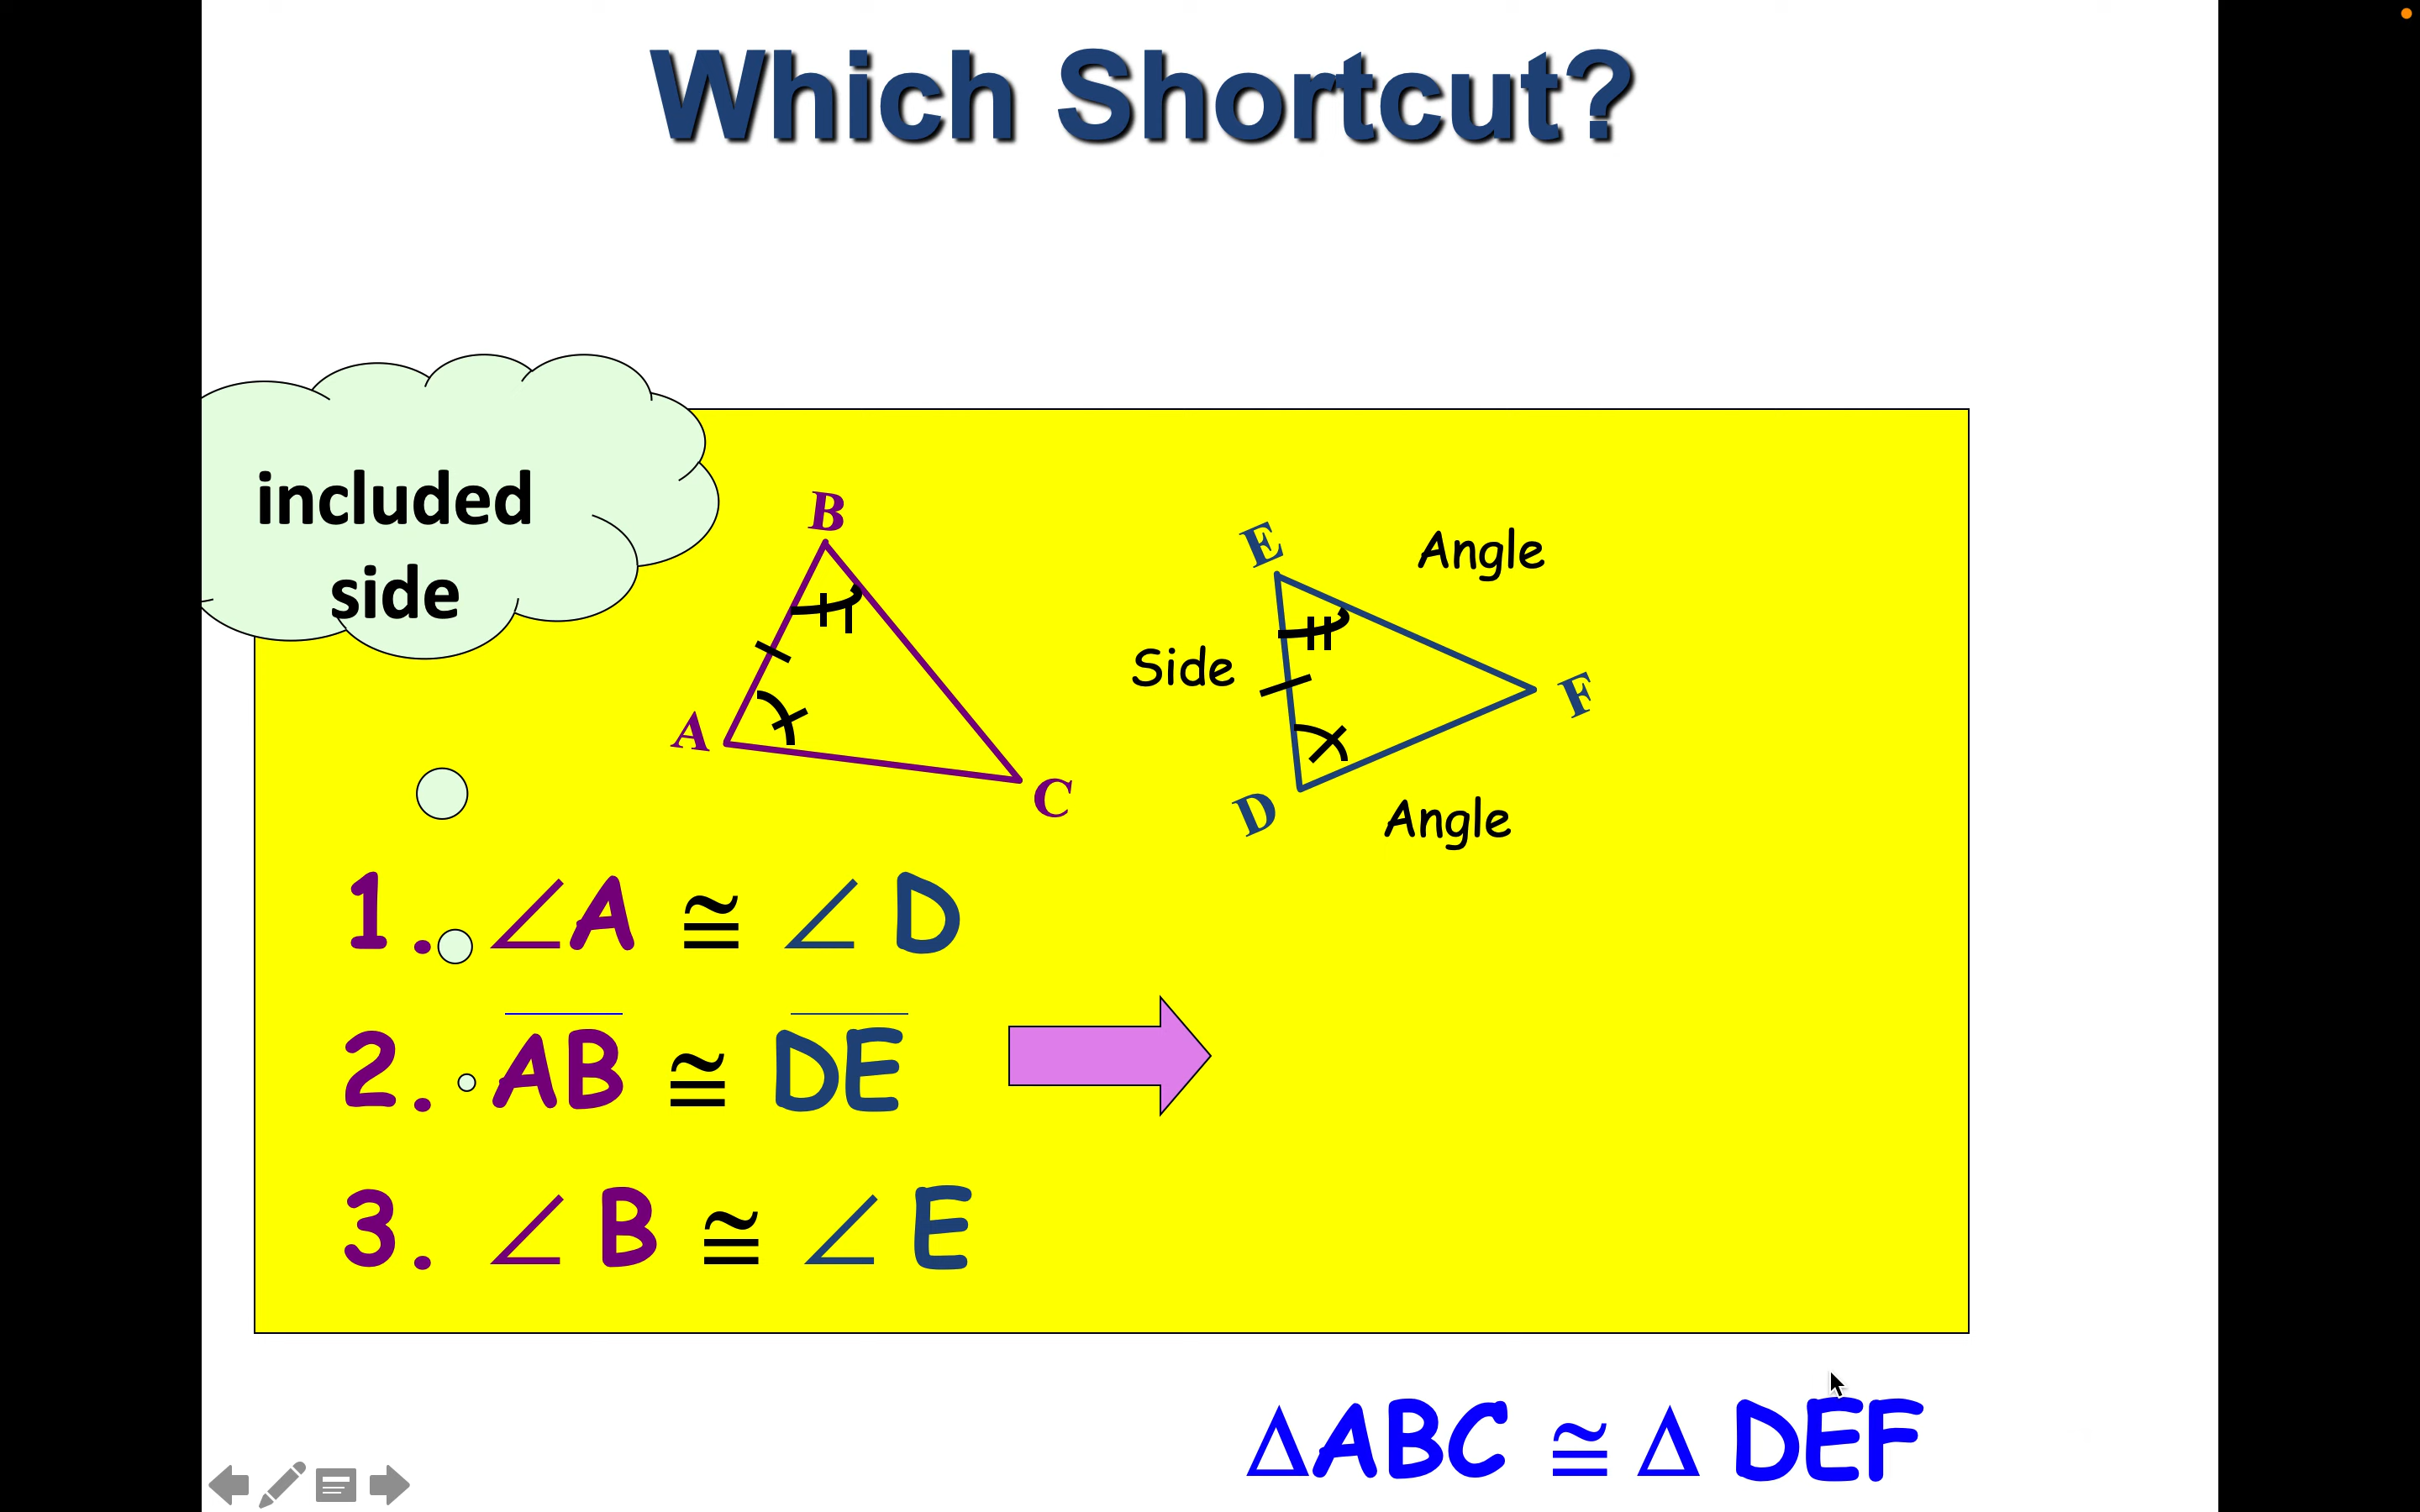 Which Shortcut?
included
side
B
E
Angle
Side
F
A
C
D
Angle
1. ∠A ≅ ∠D
2. AB ≅ DE
3. ∠B ≅ ∠E
ΔABC ≅ Δ DEF